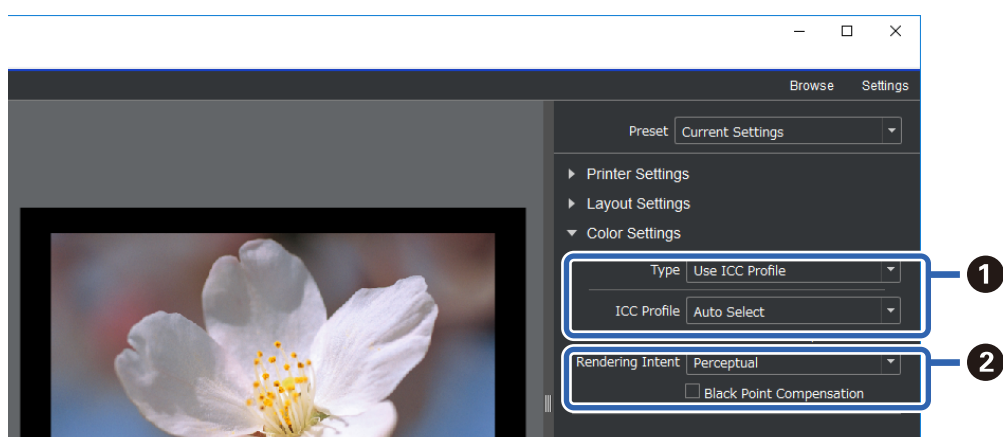 Browse Settings
Preset Current Settings
Printer Settings
Layout Settings
Color Settings
Type Use ICC Profile
1
ICC Profile Auto Select
Rendering Intent Perceptual
2
Black Point Compensation